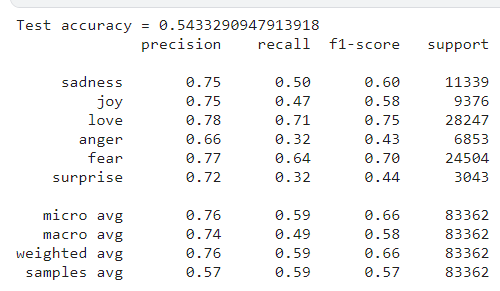 Test accuracy = 0.5433290947913918
precision recall f1-score support
sadness 0.75 0.50 0.60 11339
joy 0.75 0.47 0.58 9376
love 0.78 0.71 0.75 28247
anger 0.66 0.32 0.43 6853
fear 0.77 0.64 0.70 24504
surprise 0.72 0.32 0.44 3043
micro avg 0.76 0.59 0.66 83362
macro avg 0.74 0.49 0.58 83362
weighted avg 0.76 0.59 0.66 83362
samples avg 0.57 0.59 0.57 83362